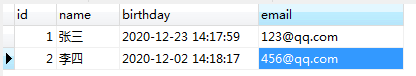 id name birthday email
1 张三 2020-12-23 14:17:59 123@qq.com
2 李四 2020-12-02 14:18:17 456@qq.com